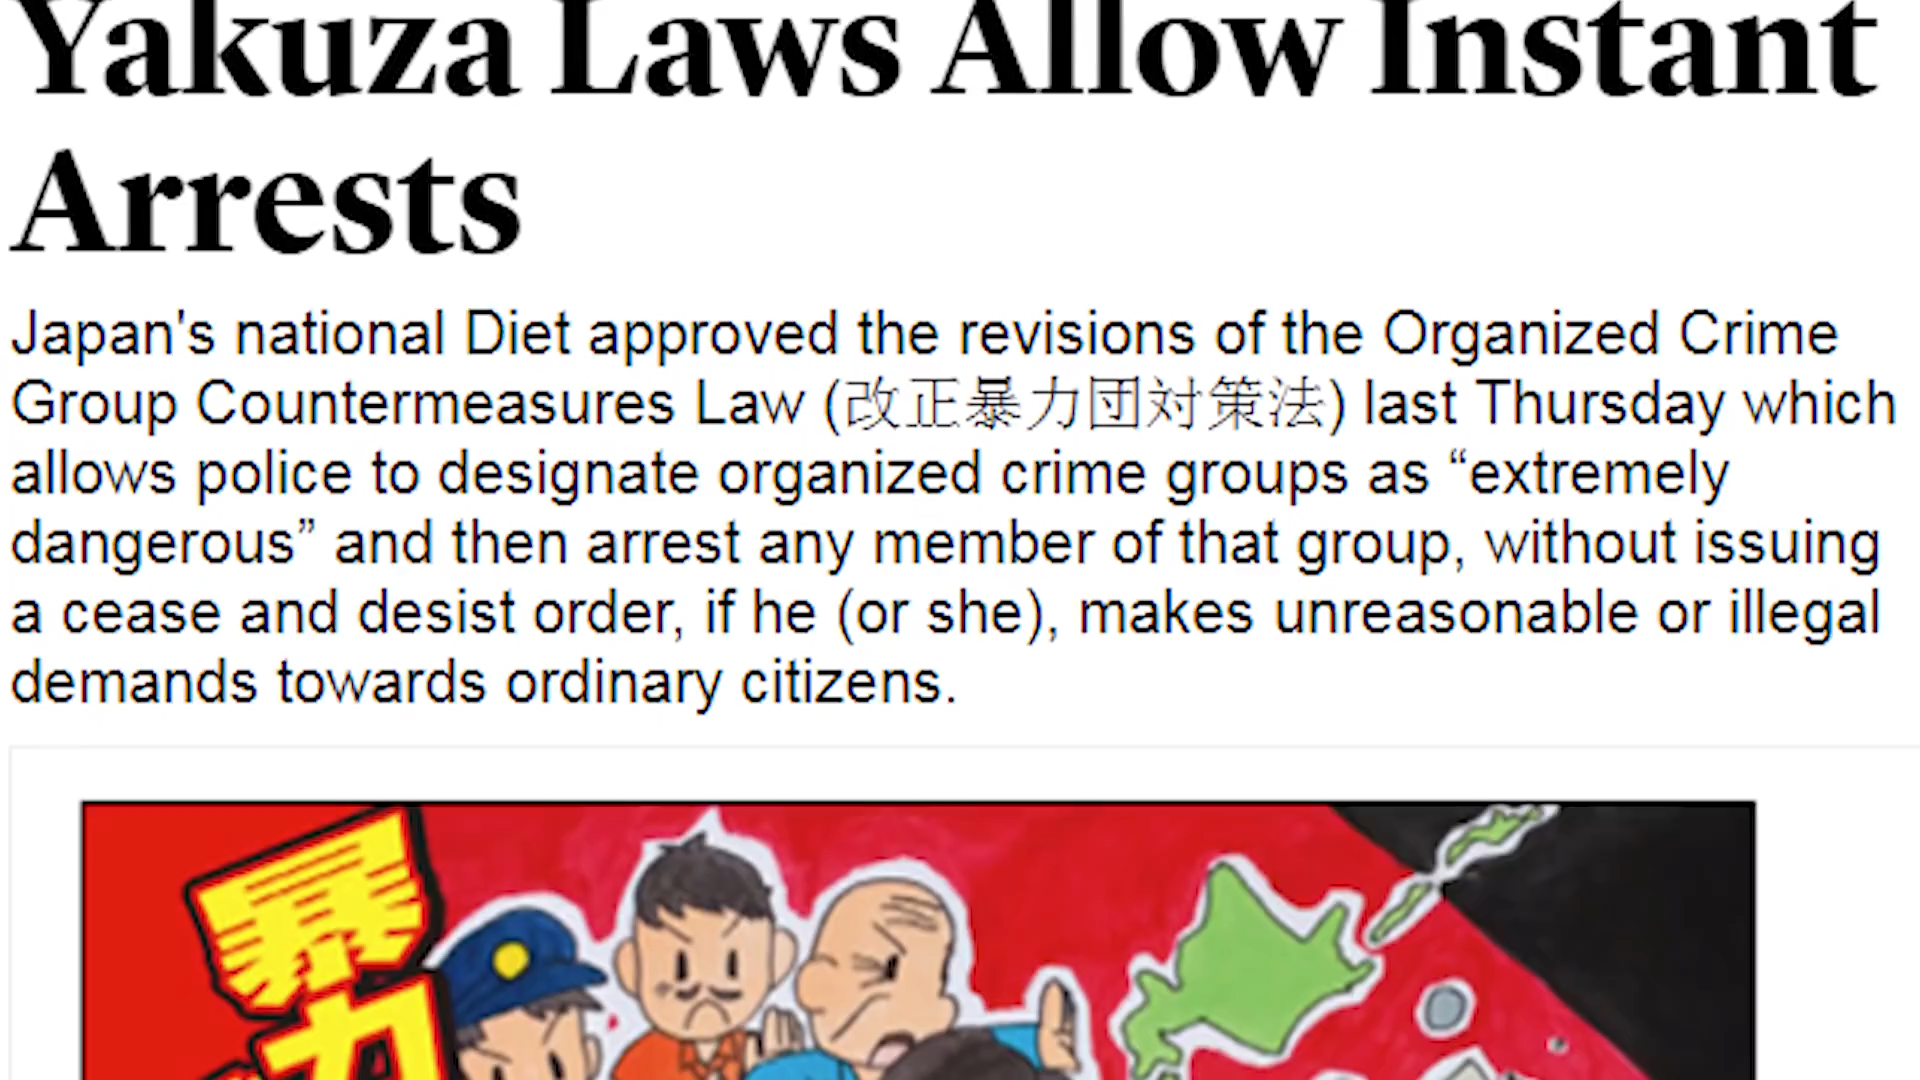 Yakuza Laws Allow Instant
Arrests
Japan's national Diet approved the revisions of the Organized Crime
Group Countermeasures Law (改正暴力団対策法) last Thursday which
allows police to designate organized crime groups as “extremely
dangerous” and then arrest any member of that group, without issuing
a cease and desist order, if he (or she), makes unreasonable or illegal
demands towards ordinary citizens.
暴
力